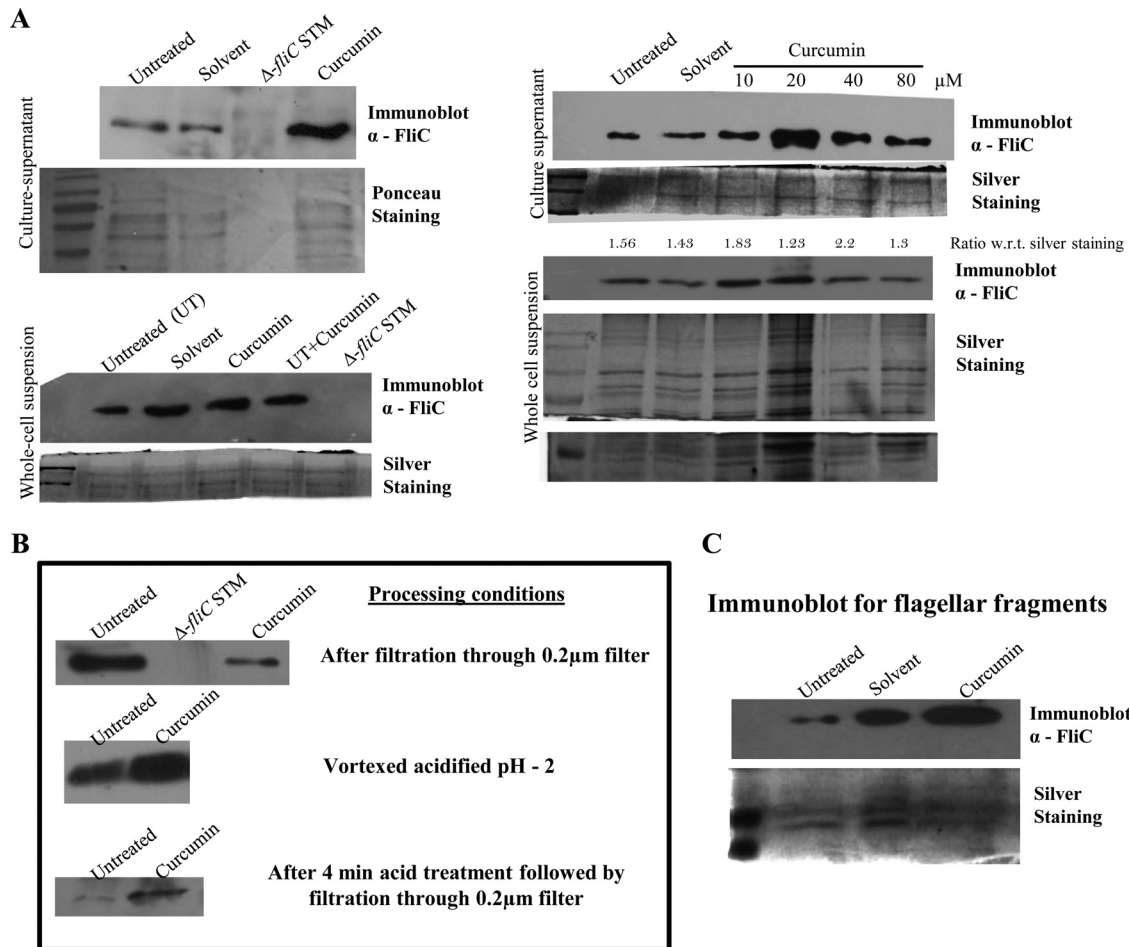 A
Untreated
Solvent
Δ-fliC STM
Curcumin
Culture-supernatant
Immunoblot
α - FliC
Ponceau
Staining
Untreated (UT)
Solvent
Curcumin
UT+Curcumin
Δ-fliC STM
Whole-cell suspension
Immunoblot
α - FliC
Silver
Staining
Untreated
Solvent
Curcumin
10 20 40 80 µM
Culture supernatant
Immunoblot
α - FliC
Silver
Staining
1.56 1.43 1.83 1.23 2.2 1.3 Ratio w.r.t. silver staining
Whole cell suspension
Immunoblot
α - FliC
Silver
Staining
B
Processing conditions
Untreated
Δ-fliC STM
Curcumin
After filtration through 0.2µm filter
Untreated
Curcumin
Vortexed acidified pH - 2
Untreated
Curcumin
After 4 min acid treatment followed by
filtration through 0.2µm filter
C
Immunoblot for flagellar fragments
Untreated
Solvent
Curcumin
Immunoblot
α - FliC
Silver
Staining